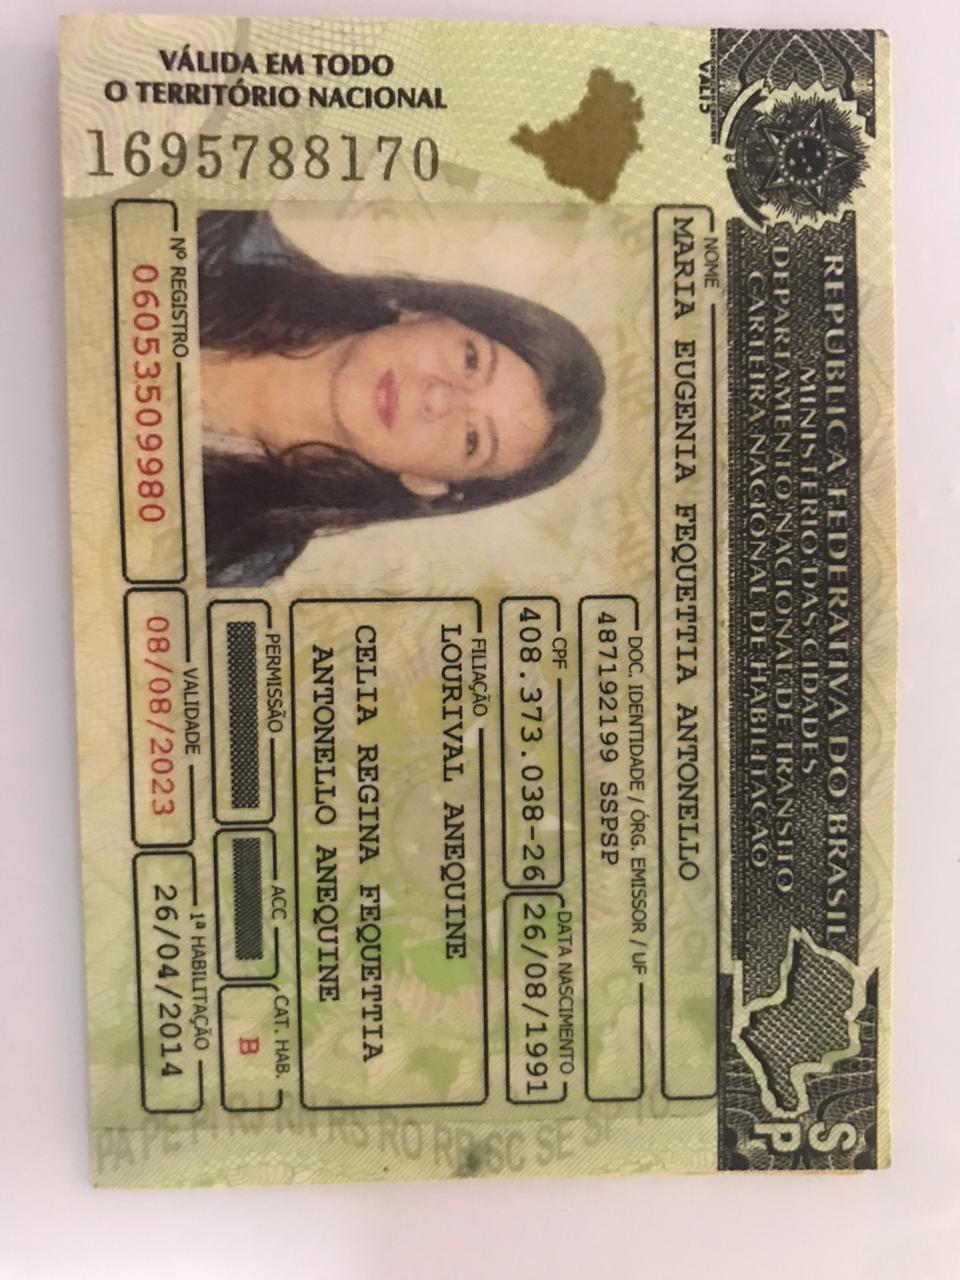 VÁLIDA EM TODO
O TERRITÓRIO NACIONAL
1695788170
REPÚBLICA FEDERATIVA DO BRASIL
MINISTÉRIO DAS CIDADES
DEPARTAMENTO NACIONAL DE TRÂNSITO
CARTEIRA NACIONAL DE HABILITAÇÃO
SP
NOME
MARIA EUGENIA FEQUETTIA ANTONELLO
DOC. IDENTIDADE / ÓRG. EMISSOR / UF
487192199 SSPSP
CPF
408.373.038-26
DATA NASCIMENTO
26/08/1991
FILIAÇÃO
LOURIVAL ANEQUINE
CELIA REGINA FEQUETTIA
ANTONELLO ANEQUINE
PERMISSÃO
ACC
CAT. HAB.
B
Nº REGISTRO
06053509980
VALIDADE
08/08/2023
1ª HABILITAÇÃO
26/04/2014
PA PE PI RJ RN RS RO RR SC SE SP TO